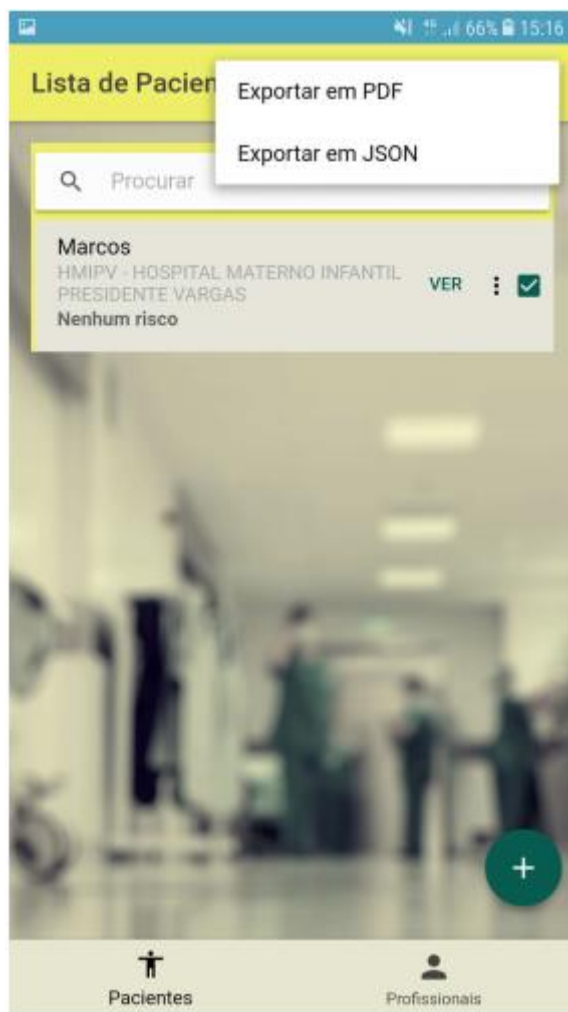 66% 15:16
Lista de Pacien
Exportar em PDF
Exportar em JSON
Procurar
Marcos
HMIPV - HOSPITAL MATERNO INFANTIL
PRESIDENTE VARGAS
Nenhum risco
VER
+
Pacientes
Profissionais